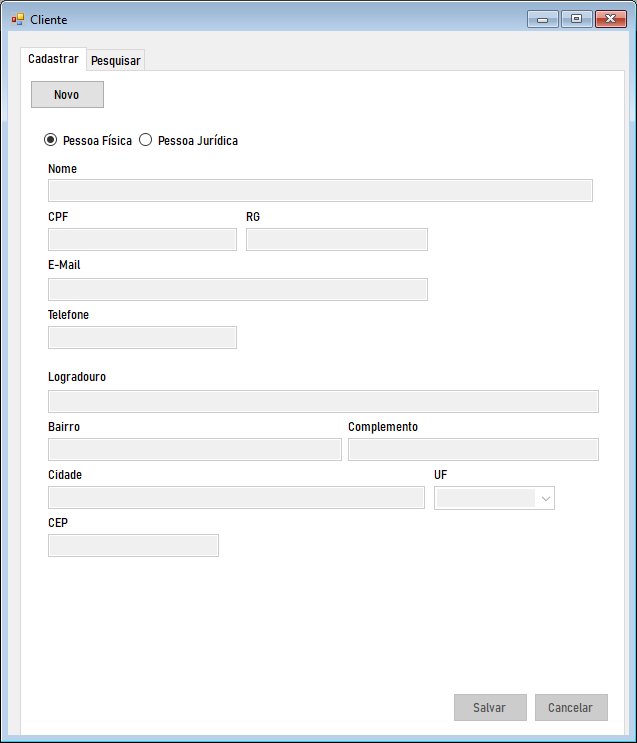 Cliente
Cadastrar Pesquisar
Novo
Pessoa Física Pessoa Jurídica
Nome
CPF RG
E-Mail
Telefone
Logradouro
Bairro Complemento
Cidade UF
CEP
Salvar Cancelar